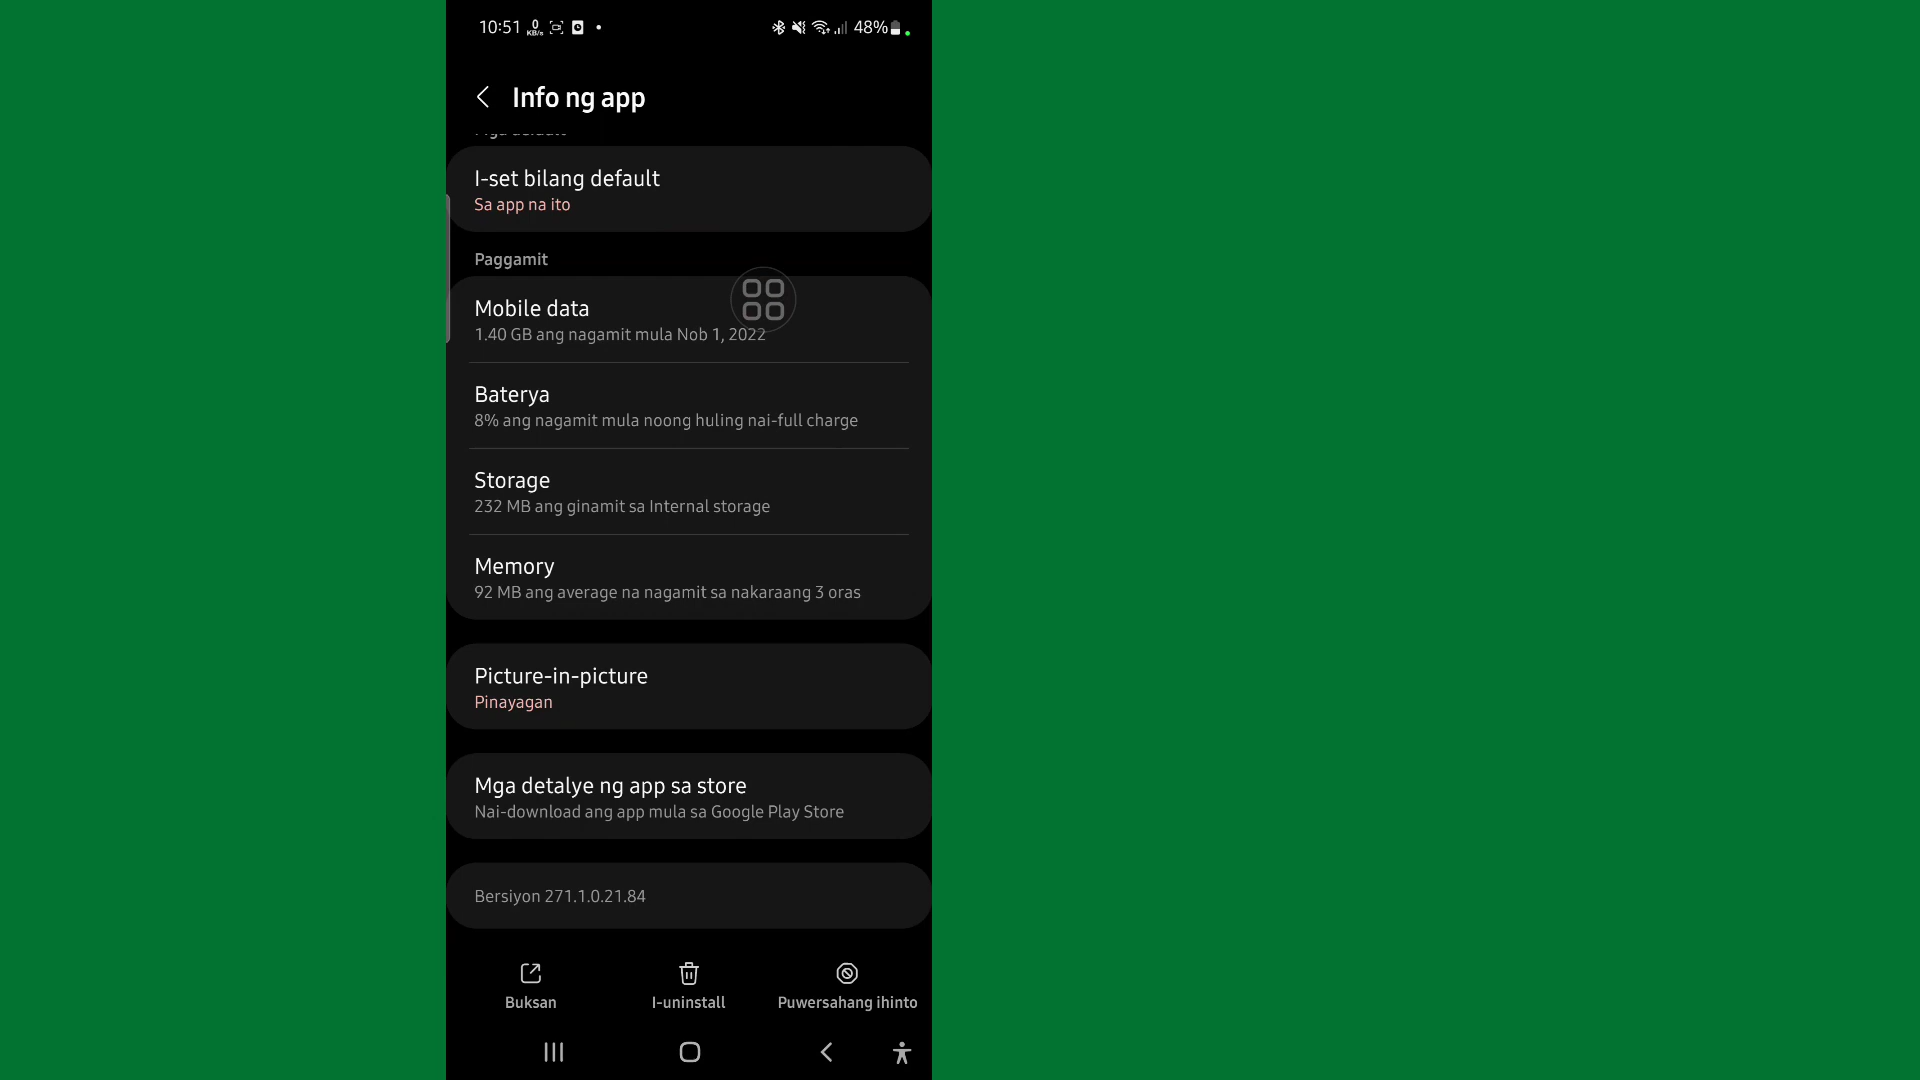 10:51 0 KB/s 48%
Info ng app
I-set bilang default
Sa app na ito
Paggamit
Mobile data
1.40 GB ang nagamit mula Nob 1, 2022
Baterya
8% ang nagamit mula noong huling nai-full charge
Storage
232 MB ang ginamit sa Internal storage
Memory
92 MB ang average na nagamit sa nakaraang 3 oras
Picture-in-picture
Pinayagan
Mga detalye ng app sa store
Nai-download ang app mula sa Google Play Store
Bersiyon 271.1.0.21.84
Buksan I-uninstall Puwersahang ihinto